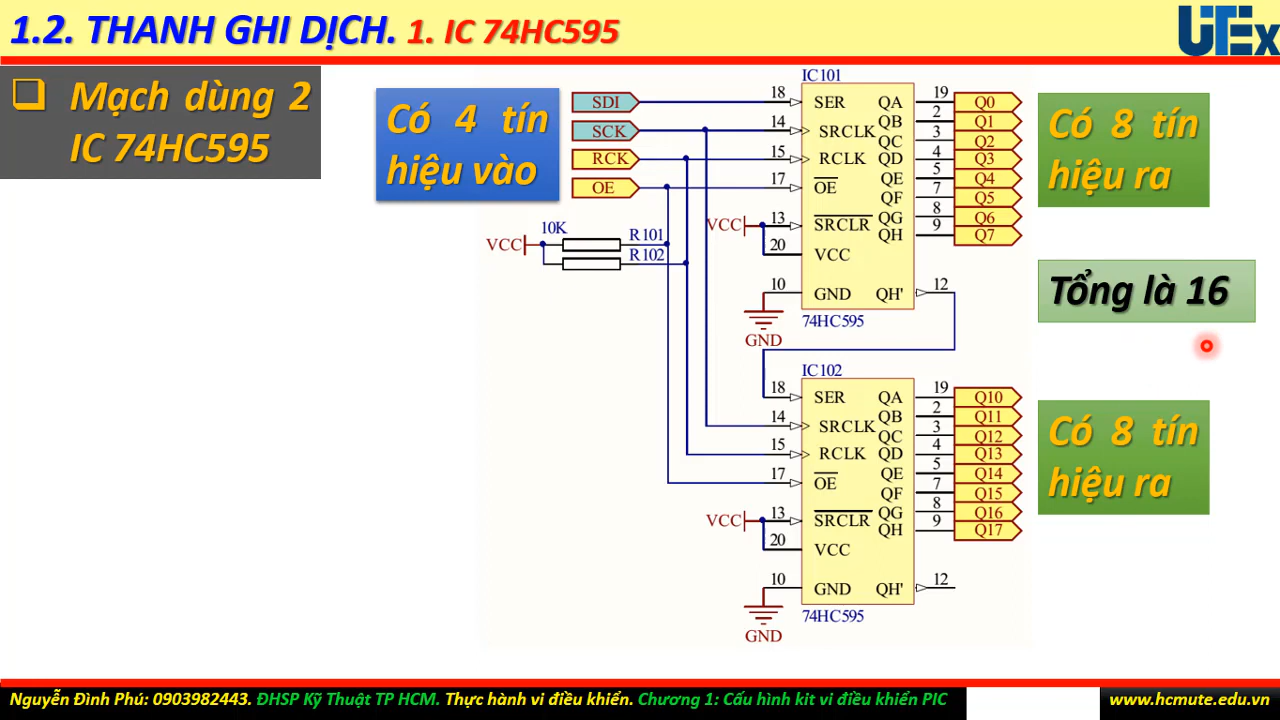 1.2. THANH GHI DỊCH. 1. IC 74HC595
UTEx
❑ Mạch dùng 2
IC 74HC595
Có 4 tín
hiệu vào
SDI
SCK
RCK
OE
VCC
10K
R101
R102
IC101
18 SER QA 19 Q0
QB 2 Q1
14 SRCLK QC 3 Q2
15 RCLK QD 4 Q3
QE 5 Q4
17 OE QF 7 Q5
QG 8 Q6
VCC 13 SRCLR QH 9 Q7
20 VCC
10 GND QH' 12
74HC595
GND
Có 8 tín
hiệu ra
Tổng là 16
IC102
18 SER QA 19 Q10
QB 2 Q11
14 SRCLK QC 3 Q12
15 RCLK QD 4 Q13
QE 5 Q14
17 OE QF 7 Q15
QG 8 Q16
VCC 13 SRCLR QH 9 Q17
20 VCC
10 GND QH' 12
74HC595
GND
Có 8 tín
hiệu ra
Nguyễn Đình Phú: 0903982443. ĐHSP Kỹ Thuật TP HCM. Thực hành vi điều khiển. Chương 1: Cấu hình kit vi điều khiển PIC
www.hcmute.edu.vn